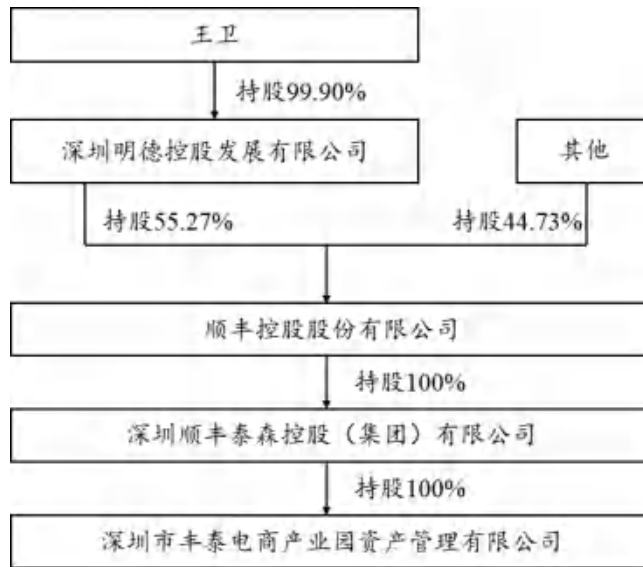 王卫
持股99.90%
深圳明德控股发展有限公司
其他
持股55.27%
持股44.73%
顺丰控股股份有限公司
持股100%
深圳顺丰泰森控股（集团）有限公司
持股100%
深圳市丰泰电商产业园资产管理有限公司